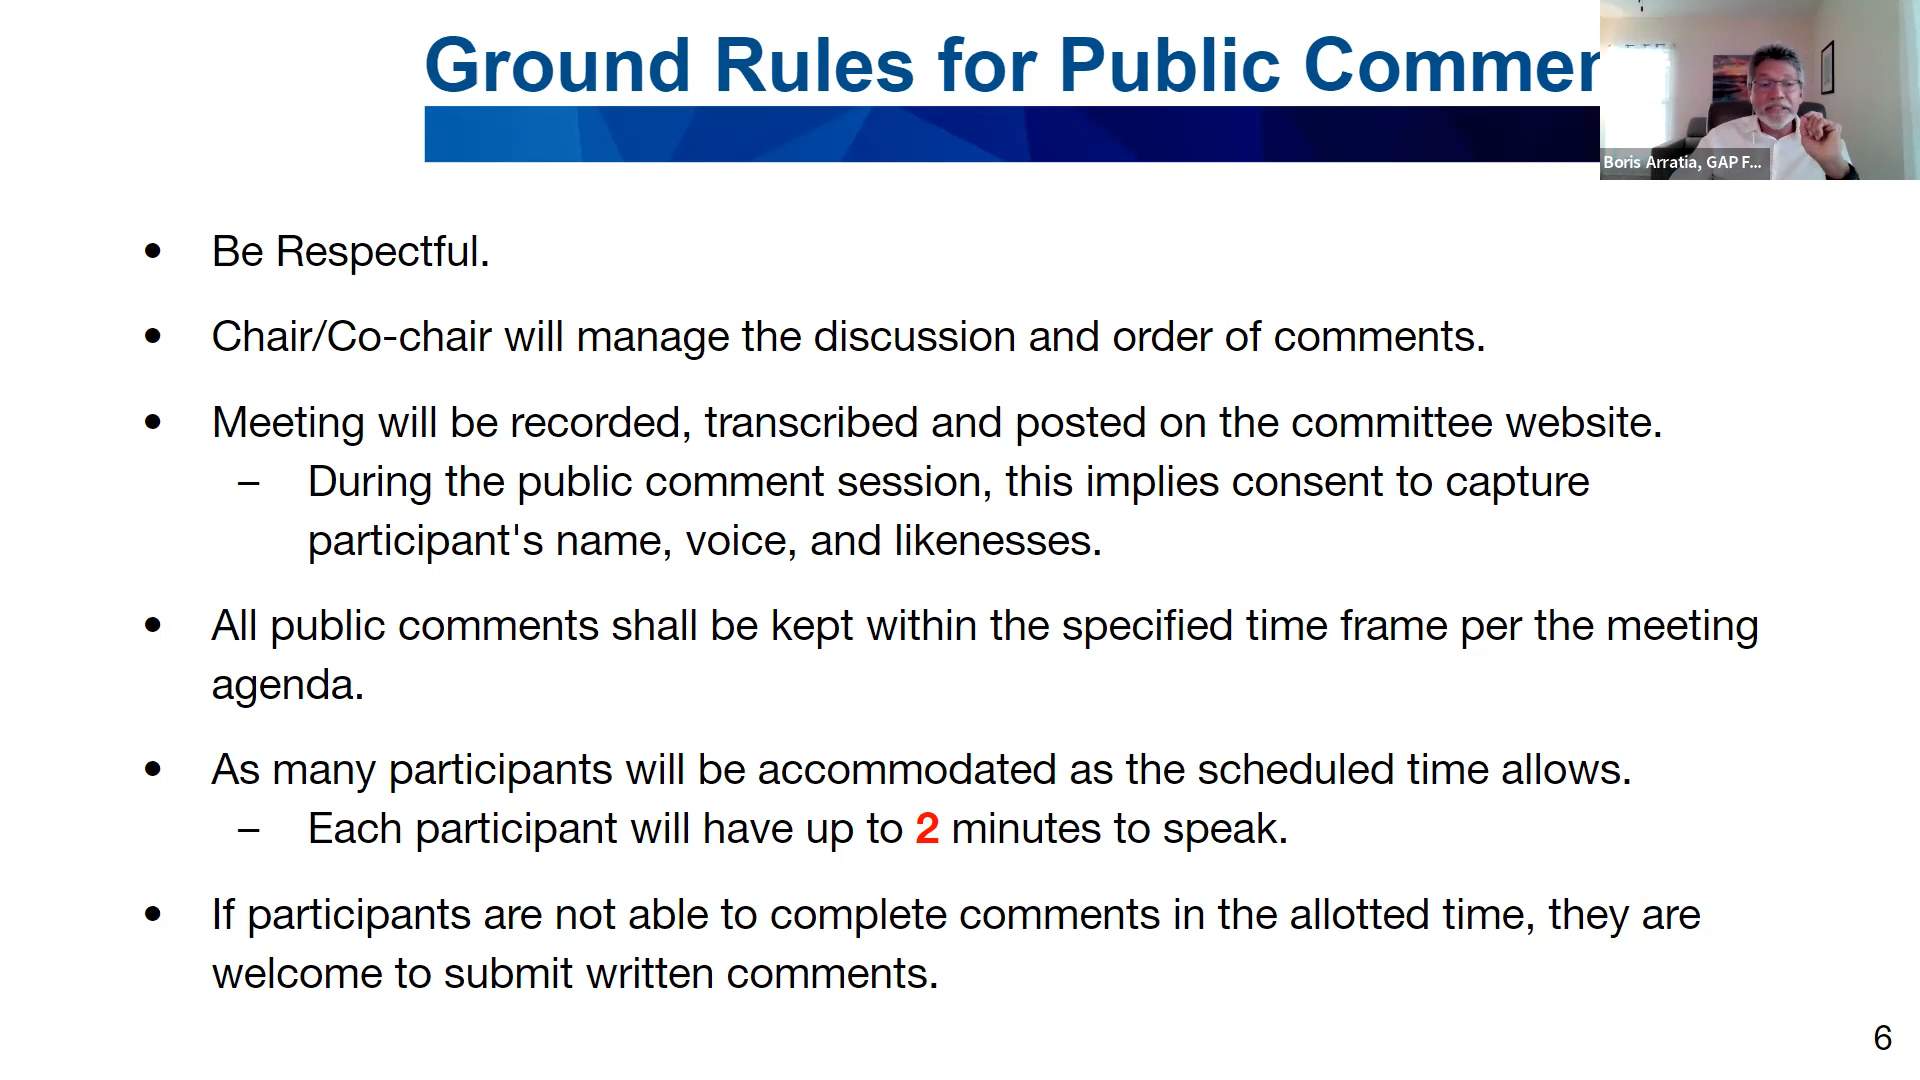 Ground Rules for Public Commen
Boris Arratia, GAP F...
• Be Respectful.
• Chair/Co-chair will manage the discussion and order of comments.
• Meeting will be recorded, transcribed and posted on the committee website.
– During the public comment session, this implies consent to capture
participant's name, voice, and likenesses.
• All public comments shall be kept within the specified time frame per the meeting
agenda.
• As many participants will be accommodated as the scheduled time allows.
– Each participant will have up to 2 minutes to speak.
• If participants are not able to complete comments in the allotted time, they are
welcome to submit written comments.
6